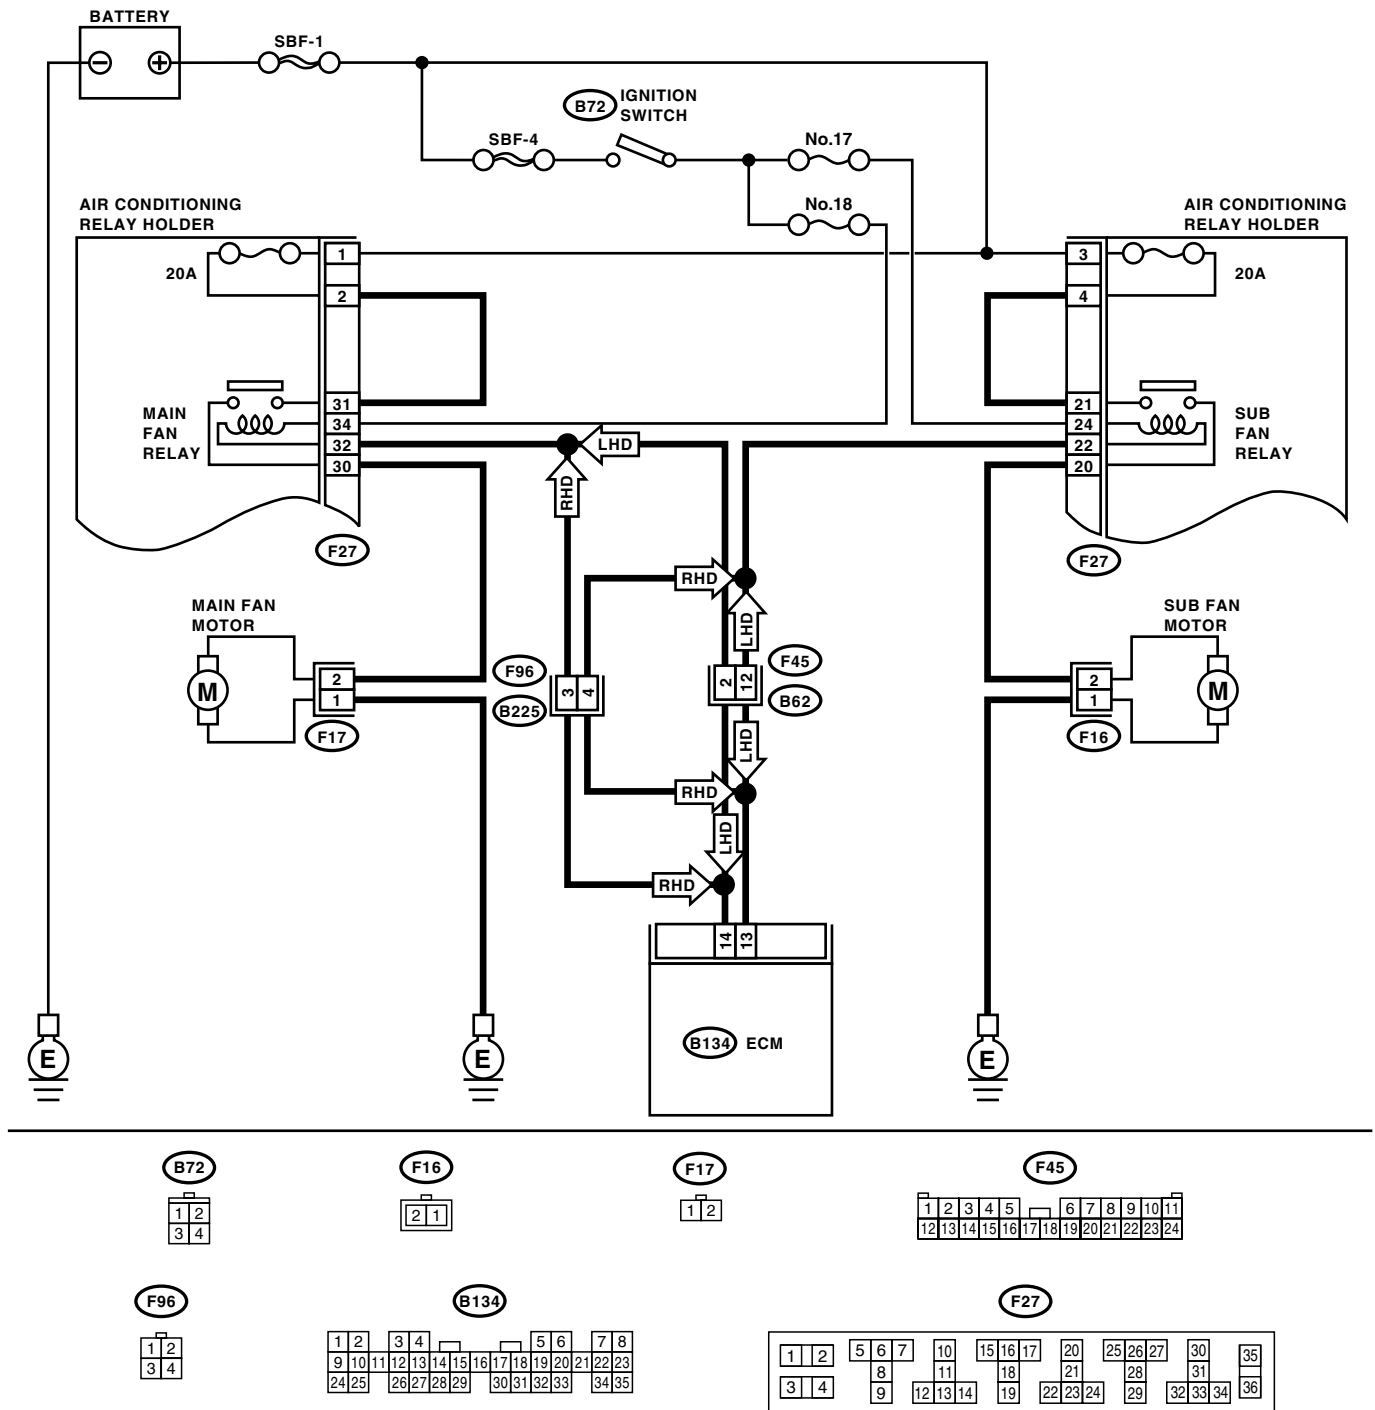 BATTERY
SBF-1
B72
IGNITION
SWITCH
SBF-4
No.17
No.18
AIR CONDITIONING
RELAY HOLDER
AIR CONDITIONING
RELAY HOLDER
20A
1
2
3
4
20A
MAIN
FAN
RELAY
31
34
32
30
LHD
RHD
21
24
22
20
SUB
FAN
RELAY
F27
F27
RHD
LHD
MAIN FAN
MOTOR
M
2
1
F17
F96
B225
3 4
2 12
F45
B62
SUB FAN
MOTOR
M
2
1
F16
LHD
RHD
LHD
RHD
14 13
B134 ECM
E
E
E
B72
1 2
3 4
F16
2 1
F17
1 2
F45
1 2 3 4 5 6 7 8 9 10 11
12 13 14 15 16 17 18 19 20 21 22 23 24
F96
1 2
3 4
B134
1 2 3 4 5 6 7 8
9 10 11 12 13 14 15 16 17 18 19 20 21 22 23
24 25 26 27 28 29 30 31 32 33 34 35
F27
1 2 5 6 7 10 15 16 17 20 25 26 27 30 35
8 11 18 21 28 31
3 4 9 12 13 14 19 22 23 24 29 32 33 34 36